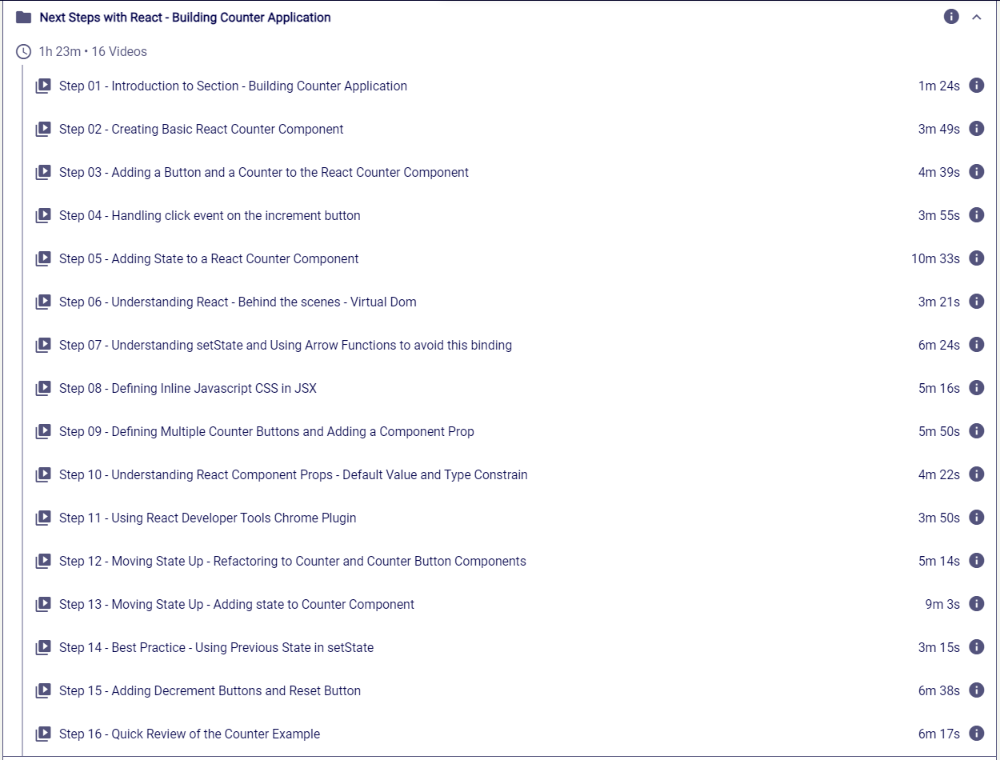 Next Steps with React - Building Counter Application
1h 23m • 16 Videos
Step 01 - Introduction to Section - Building Counter Application 1m 24s
Step 02 - Creating Basic React Counter Component 3m 49s
Step 03 - Adding a Button and a Counter to the React Counter Component 4m 39s
Step 04 - Handling click event on the increment button 3m 55s
Step 05 - Adding State to a React Counter Component 10m 33s
Step 06 - Understanding React - Behind the scenes - Virtual Dom 3m 21s
Step 07 - Understanding setState and Using Arrow Functions to avoid this binding 6m 24s
Step 08 - Defining Inline Javascript CSS in JSX 5m 16s
Step 09 - Defining Multiple Counter Buttons and Adding a Component Prop 5m 50s
Step 10 - Understanding React Component Props - Default Value and Type Constrain 4m 22s
Step 11 - Using React Developer Tools Chrome Plugin 3m 50s
Step 12 - Moving State Up - Refactoring to Counter and Counter Button Components 5m 14s
Step 13 - Moving State Up - Adding state to Counter Component 9m 3s
Step 14 - Best Practice - Using Previous State in setState 3m 15s
Step 15 - Adding Decrement Buttons and Reset Button 6m 38s
Step 16 - Quick Review of the Counter Example 6m 17s